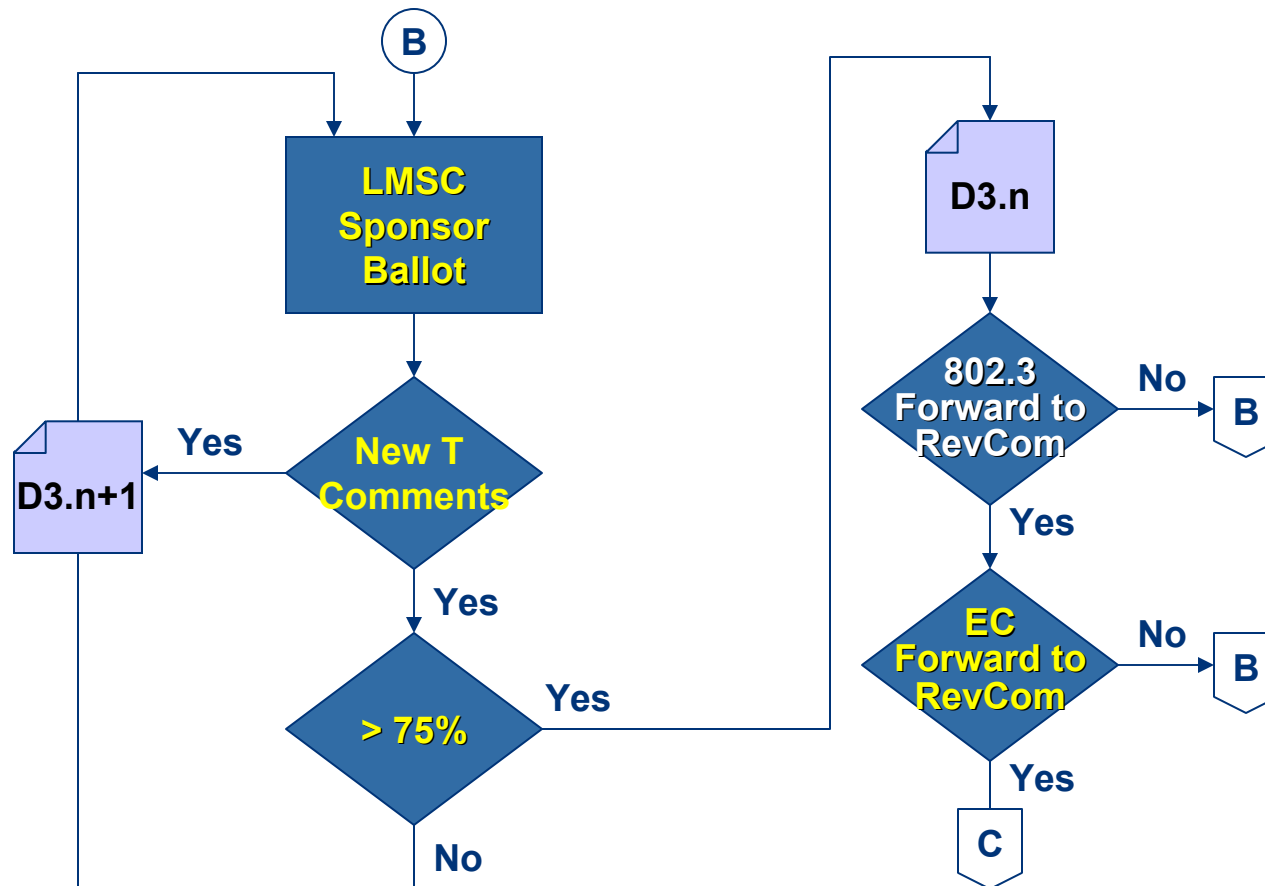 B
LMSC
Sponsor
Ballot
New T
Comments
Yes
D3.n+1
Yes
> 75%
Yes
No
D3.n
802.3
Forward to
RevCom
No
B
Yes
EC
Forward to
RevCom
No
B
Yes
C